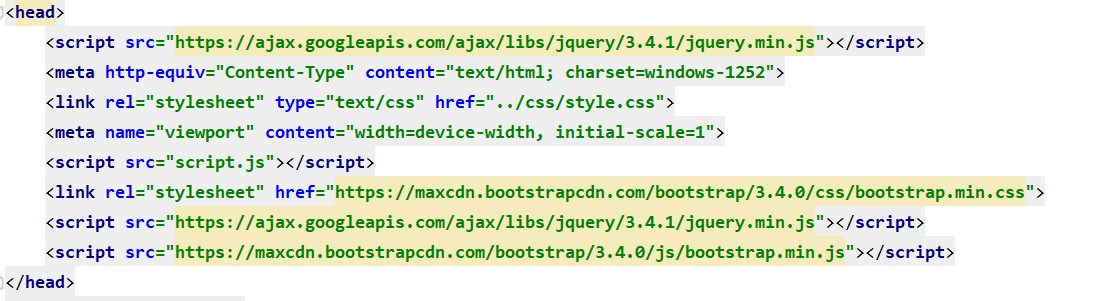 <head>
<script src="https://ajax.googleapis.com/ajax/libs/jquery/3.4.1/jquery.min.js"></script>
<meta http-equiv="Content-Type" content="text/html; charset=windows-1252">
<link rel="stylesheet" type="text/css" href="../css/style.css">
<meta name="viewport" content="width=device-width, initial-scale=1">
<script src="script.js"></script>
<link rel="stylesheet" href="https://maxcdn.bootstrapcdn.com/bootstrap/3.4.0/css/bootstrap.min.css">
<script src="https://ajax.googleapis.com/ajax/libs/jquery/3.4.1/jquery.min.js"></script>
<script src="https://maxcdn.bootstrapcdn.com/bootstrap/3.4.0/js/bootstrap.min.js"></script>
</head>